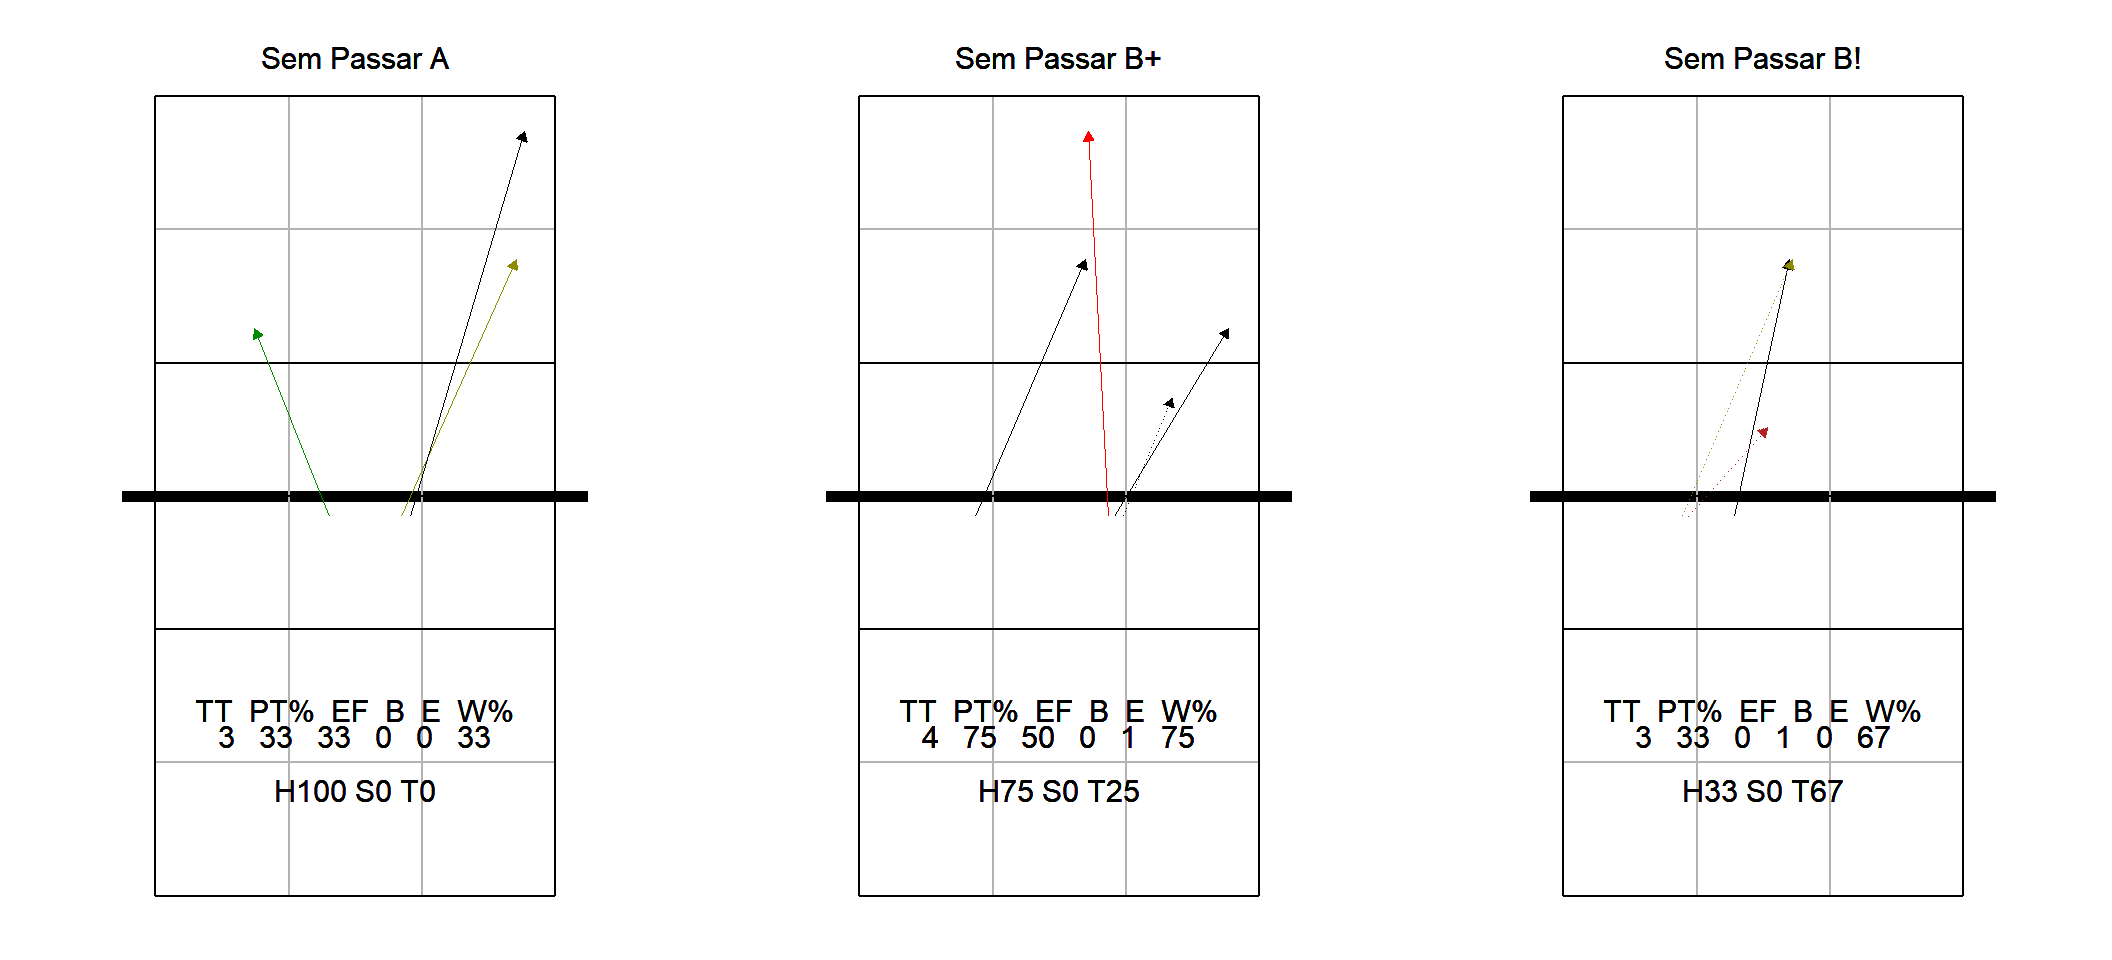 Sem Passar A
TT PT% EF B E W%
3 33 33 0 0 33
H100 S0 T0
Sem Passar B+
TT PT% EF B E W%
4 75 50 0 1 75
H75 S0 T25
Sem Passar B!
TT PT% EF B E W%
3 33 0 1 0 67
H33 S0 T67